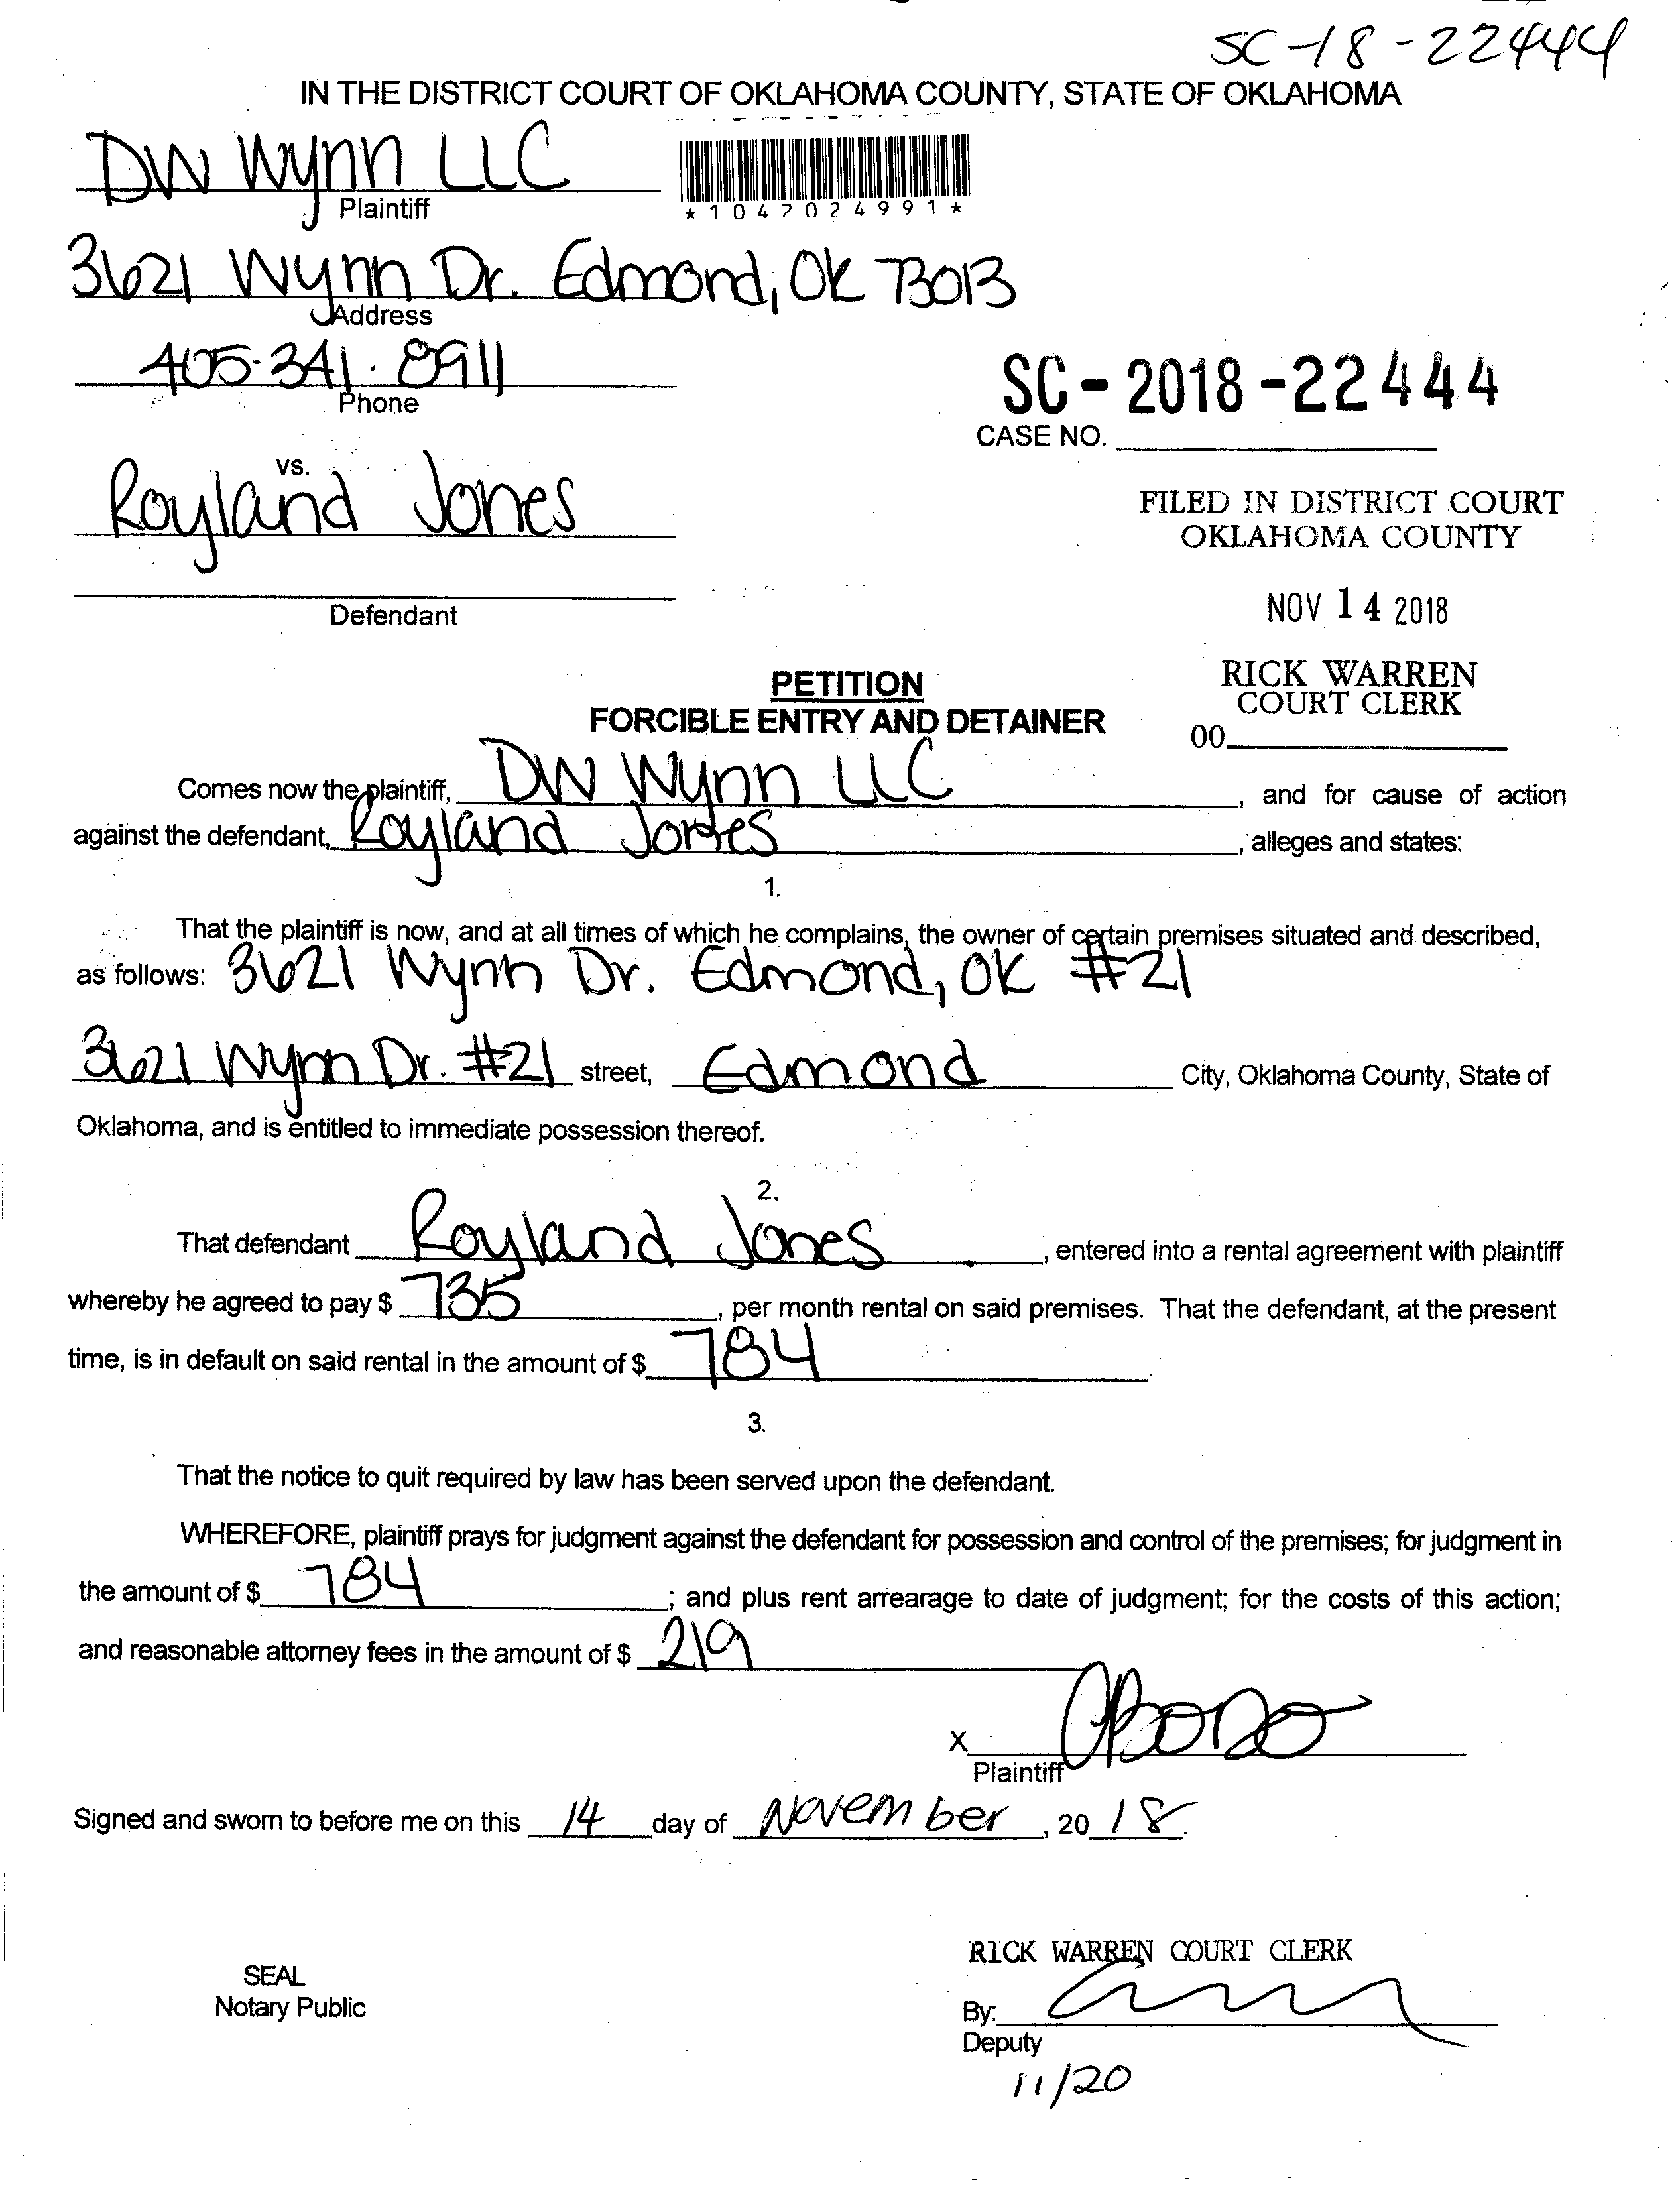 SC-18-22444
IN THE DISTRICT COURT OF OKLAHOMA COUNTY, STATE OF OKLAHOMA
DW Wynn LLC
Plaintiff
*1042024991*
3621 Wynn Dr. Edmond, OK 73013
Address
405-341-8911
Phone
SC-2018-22444
CASE NO.
vs.
Royland Jones
Defendant
FILED IN DISTRICT COURT
OKLAHOMA COUNTY
NOV 14 2018
RICK WARREN
COURT CLERK
00
PETITION
FORCIBLE ENTRY AND DETAINER
Comes now the plaintiff, DW Wynn LLC, and for cause of action
against the defendant, Royland Jones, alleges and states:
1.
That the plaintiff is now, and at all times of which he complains, the owner of certain premises situated and described,
as follows: 3621 Wynn Dr. Edmond, OK #21
3621 Wynn Dr. #21 street, Edmond City, Oklahoma County, State of
Oklahoma, and is entitled to immediate possession thereof.
2.
That defendant Royland Jones, entered into a rental agreement with plaintiff
whereby he agreed to pay $ 735, per month rental on said premises. That the defendant, at the present
time, is in default on said rental in the amount of $ 784.
3.
That the notice to quit required by law has been served upon the defendant.
WHEREFORE, plaintiff prays for judgment against the defendant for possession and control of the premises; for judgment in
the amount of $ 784; and plus rent arrearage to date of judgment; for the costs of this action;
and reasonable attorney fees in the amount of $ 219
X
Plaintiff
Signed and sworn to before me on this 14 day of November, 2018.
SEAL
Notary Public
RICK WARREN COURT CLERK
By:
Deputy
11/20